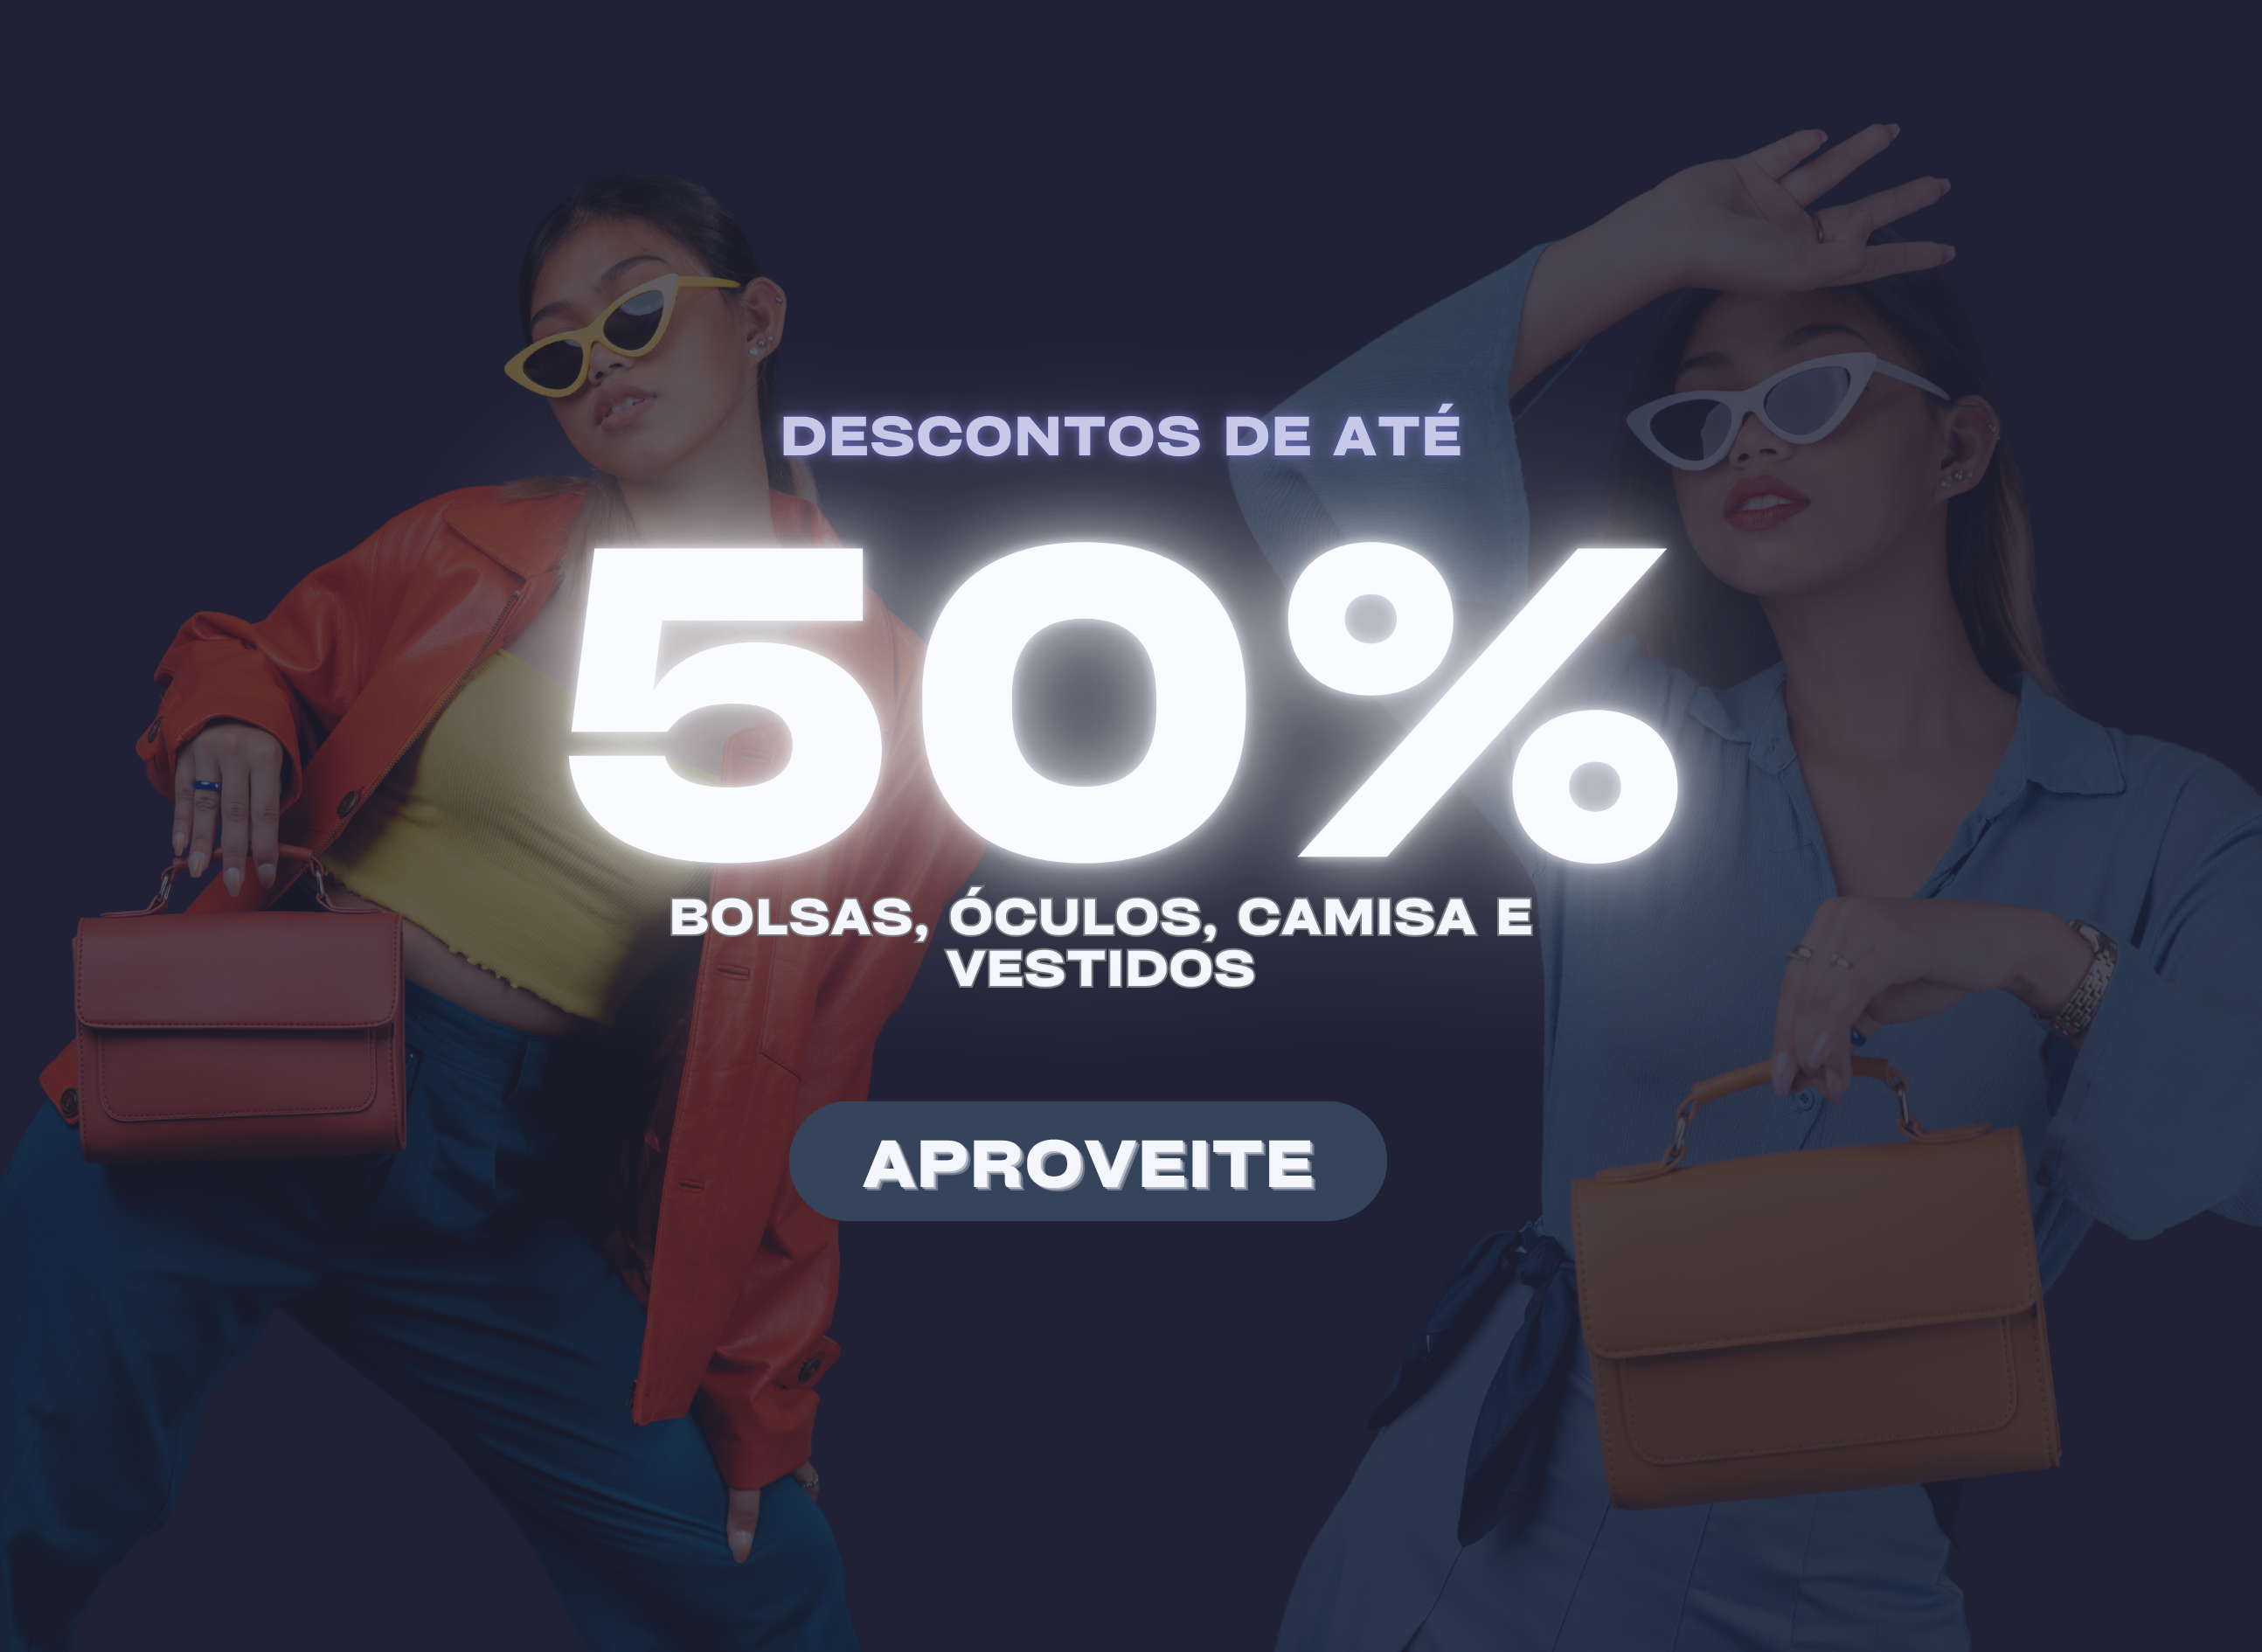 DESCONTOS DE ATÉ
50%
BOLSAS, ÓCULOS, CAMISA E
VESTIDOS
APROVEITE